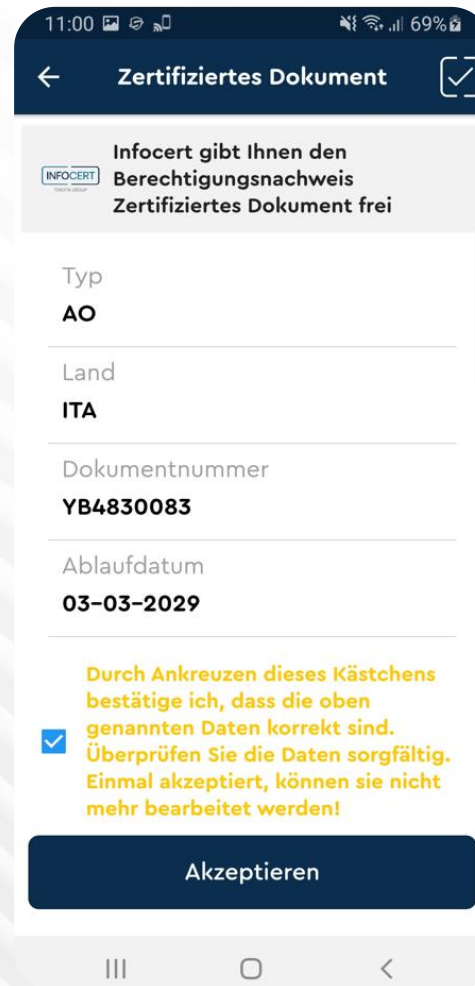 11:00 69%
Zertifiziertes Dokument
INFOCERT
Infocert gibt Ihnen den
Berechtigungsnachweis
Zertifiziertes Dokument frei
Typ
AO
Land
ITA
Dokumentnummer
YB4830083
Ablaufdatum
03-03-2029
Durch Ankreuzen dieses Kästchens
bestätige ich, dass die oben
genannten Daten korrekt sind.
Überprüfen Sie die Daten sorgfältig.
Einmal akzeptiert, können sie nicht
mehr bearbeitet werden!
Akzeptieren